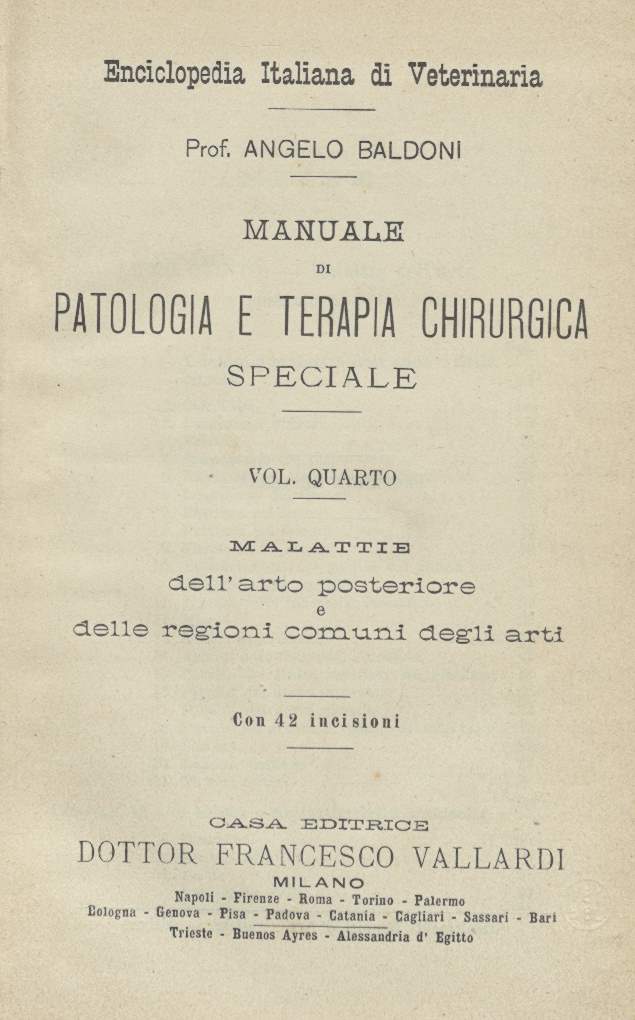 Enciclopedia Italiana di Veterinaria
Prof. ANGELO BALDONI
MANUALE
DI
PATOLOGIA E TERAPIA CHIRURGICA
SPECIALE
VOL. QUARTO
MALATTIE
dell'arto posteriore
e
delle regioni comuni degli arti
Con 42 incisioni
CASA EDITRICE
DOTTOR FRANCESCO VALLARDI
MILANO
Napoli - Firenze - Roma - Torino - Palermo
Bologna - Genova - Pisa - Padova - Catania - Cagliari - Sassari - Bari
Trieste - Buenos Ayres - Alessandria d' Egitto